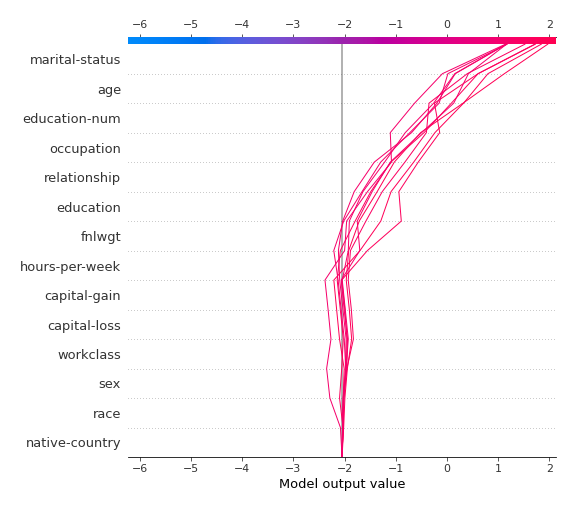 −6 −5 −4 −3 −2 −1 0 1 2
marital-status
age
education-num
occupation
relationship
education
fnlwgt
hours-per-week
capital-gain
capital-loss
workclass
sex
race
native-country
−6 −5 −4 −3 −2 −1 0 1 2
Model output value